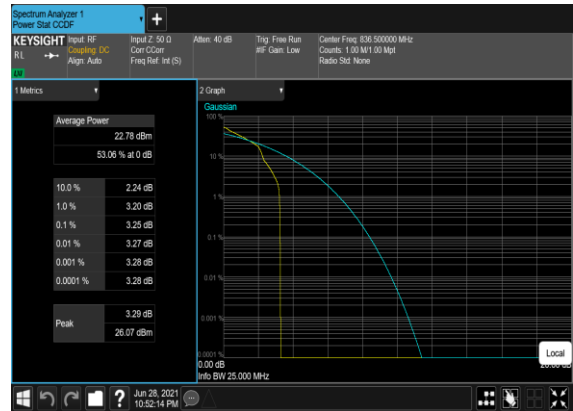 Spectrum Analyzer 1
Power Stat CCDF
KEYSIGHT
RL
Input: RF
Coupling: DC
Align: Auto
Input Z: 50 Ω
Corr CCorr
Freq Ref: Int (S)
Atten: 40 dB
Trig: Free Run
#IF Gain: Low
Center Freq: 836.500000 MHz
Counts: 1.00 M/1.00 Mpt
Radio Std: None
1 Metrics
Average Power
22.78 dBm
53.06 % at 0 dB
10.0 % 2.24 dB
1.0 % 3.20 dB
0.1 % 3.25 dB
0.01 % 3.27 dB
0.001 % 3.28 dB
0.0001 % 3.28 dB
Peak 3.29 dB
26.07 dBm
2 Graph
Gaussian
100 %
10 %
1 %
0.1 %
0.01 %
0.001 %
0.0001 %
0.00 dB
Info BW 25.000 MHz
Local
Jun 28, 2021
10:52:14 PM